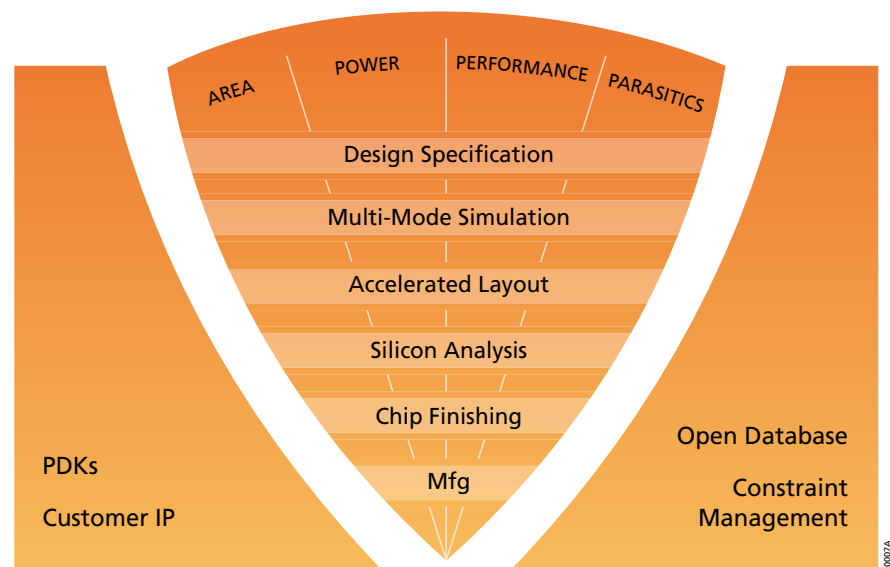 AREA
POWER
PERFORMANCE
PARASITICS
Design Specification
Multi-Mode Simulation
Accelerated Layout
Silicon Analysis
Chip Finishing
Mfg
PDKs
Customer IP
Open Database
Constraint
Management
0007A